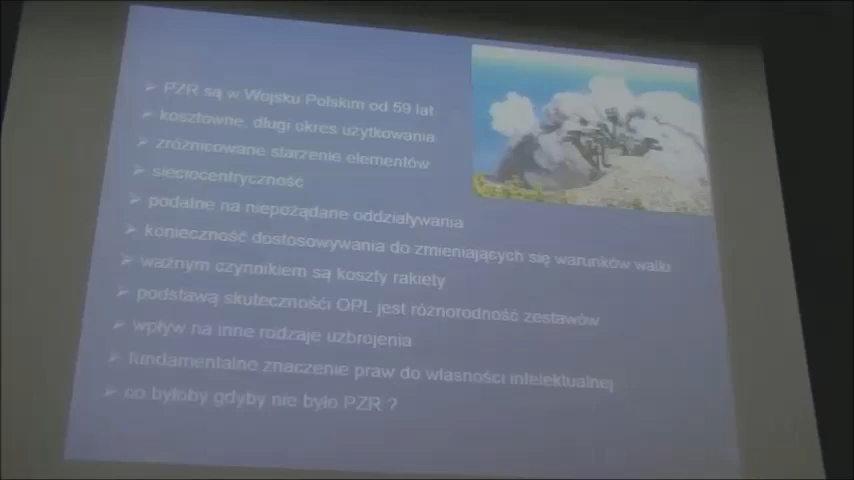 ➢ PZR są w Wojsku Polskim od 59 lat
➢ kosztowne, długi okres użytkowania
➢ zróżnicowane starzenie elementów
➢ sieciocentryczność
➢ podatne na niepożądane oddziaływania
➢ konieczność dostosowywania do zmieniających się warunków walki
➢ ważnym czynnikiem są koszty rakiety
➢ podstawą skuteczności OPL jest różnorodność zestawów
➢ wpływ na inne rodzaje uzbrojenia
➢ fundamentalne znaczenie praw do własności intelektualnej
➢ co byłoby gdyby nie było PZR ?